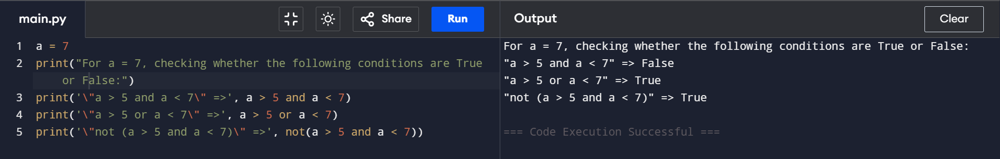 main.py
Share
Run
Output
Clear
1 a = 7
2 print("For a = 7, checking whether the following conditions are True
or False:")
3 print('\"a > 5 and a < 7\" =>', a > 5 and a < 7)
4 print('\"a > 5 or a < 7\" =>', a > 5 or a < 7)
5 print('\"not (a > 5 and a < 7)\" =>', not(a > 5 and a < 7))
For a = 7, checking whether the following conditions are True or False:
"a > 5 and a < 7" => False
"a > 5 or a < 7" => True
"not (a > 5 and a < 7)" => True
=== Code Execution Successful ===